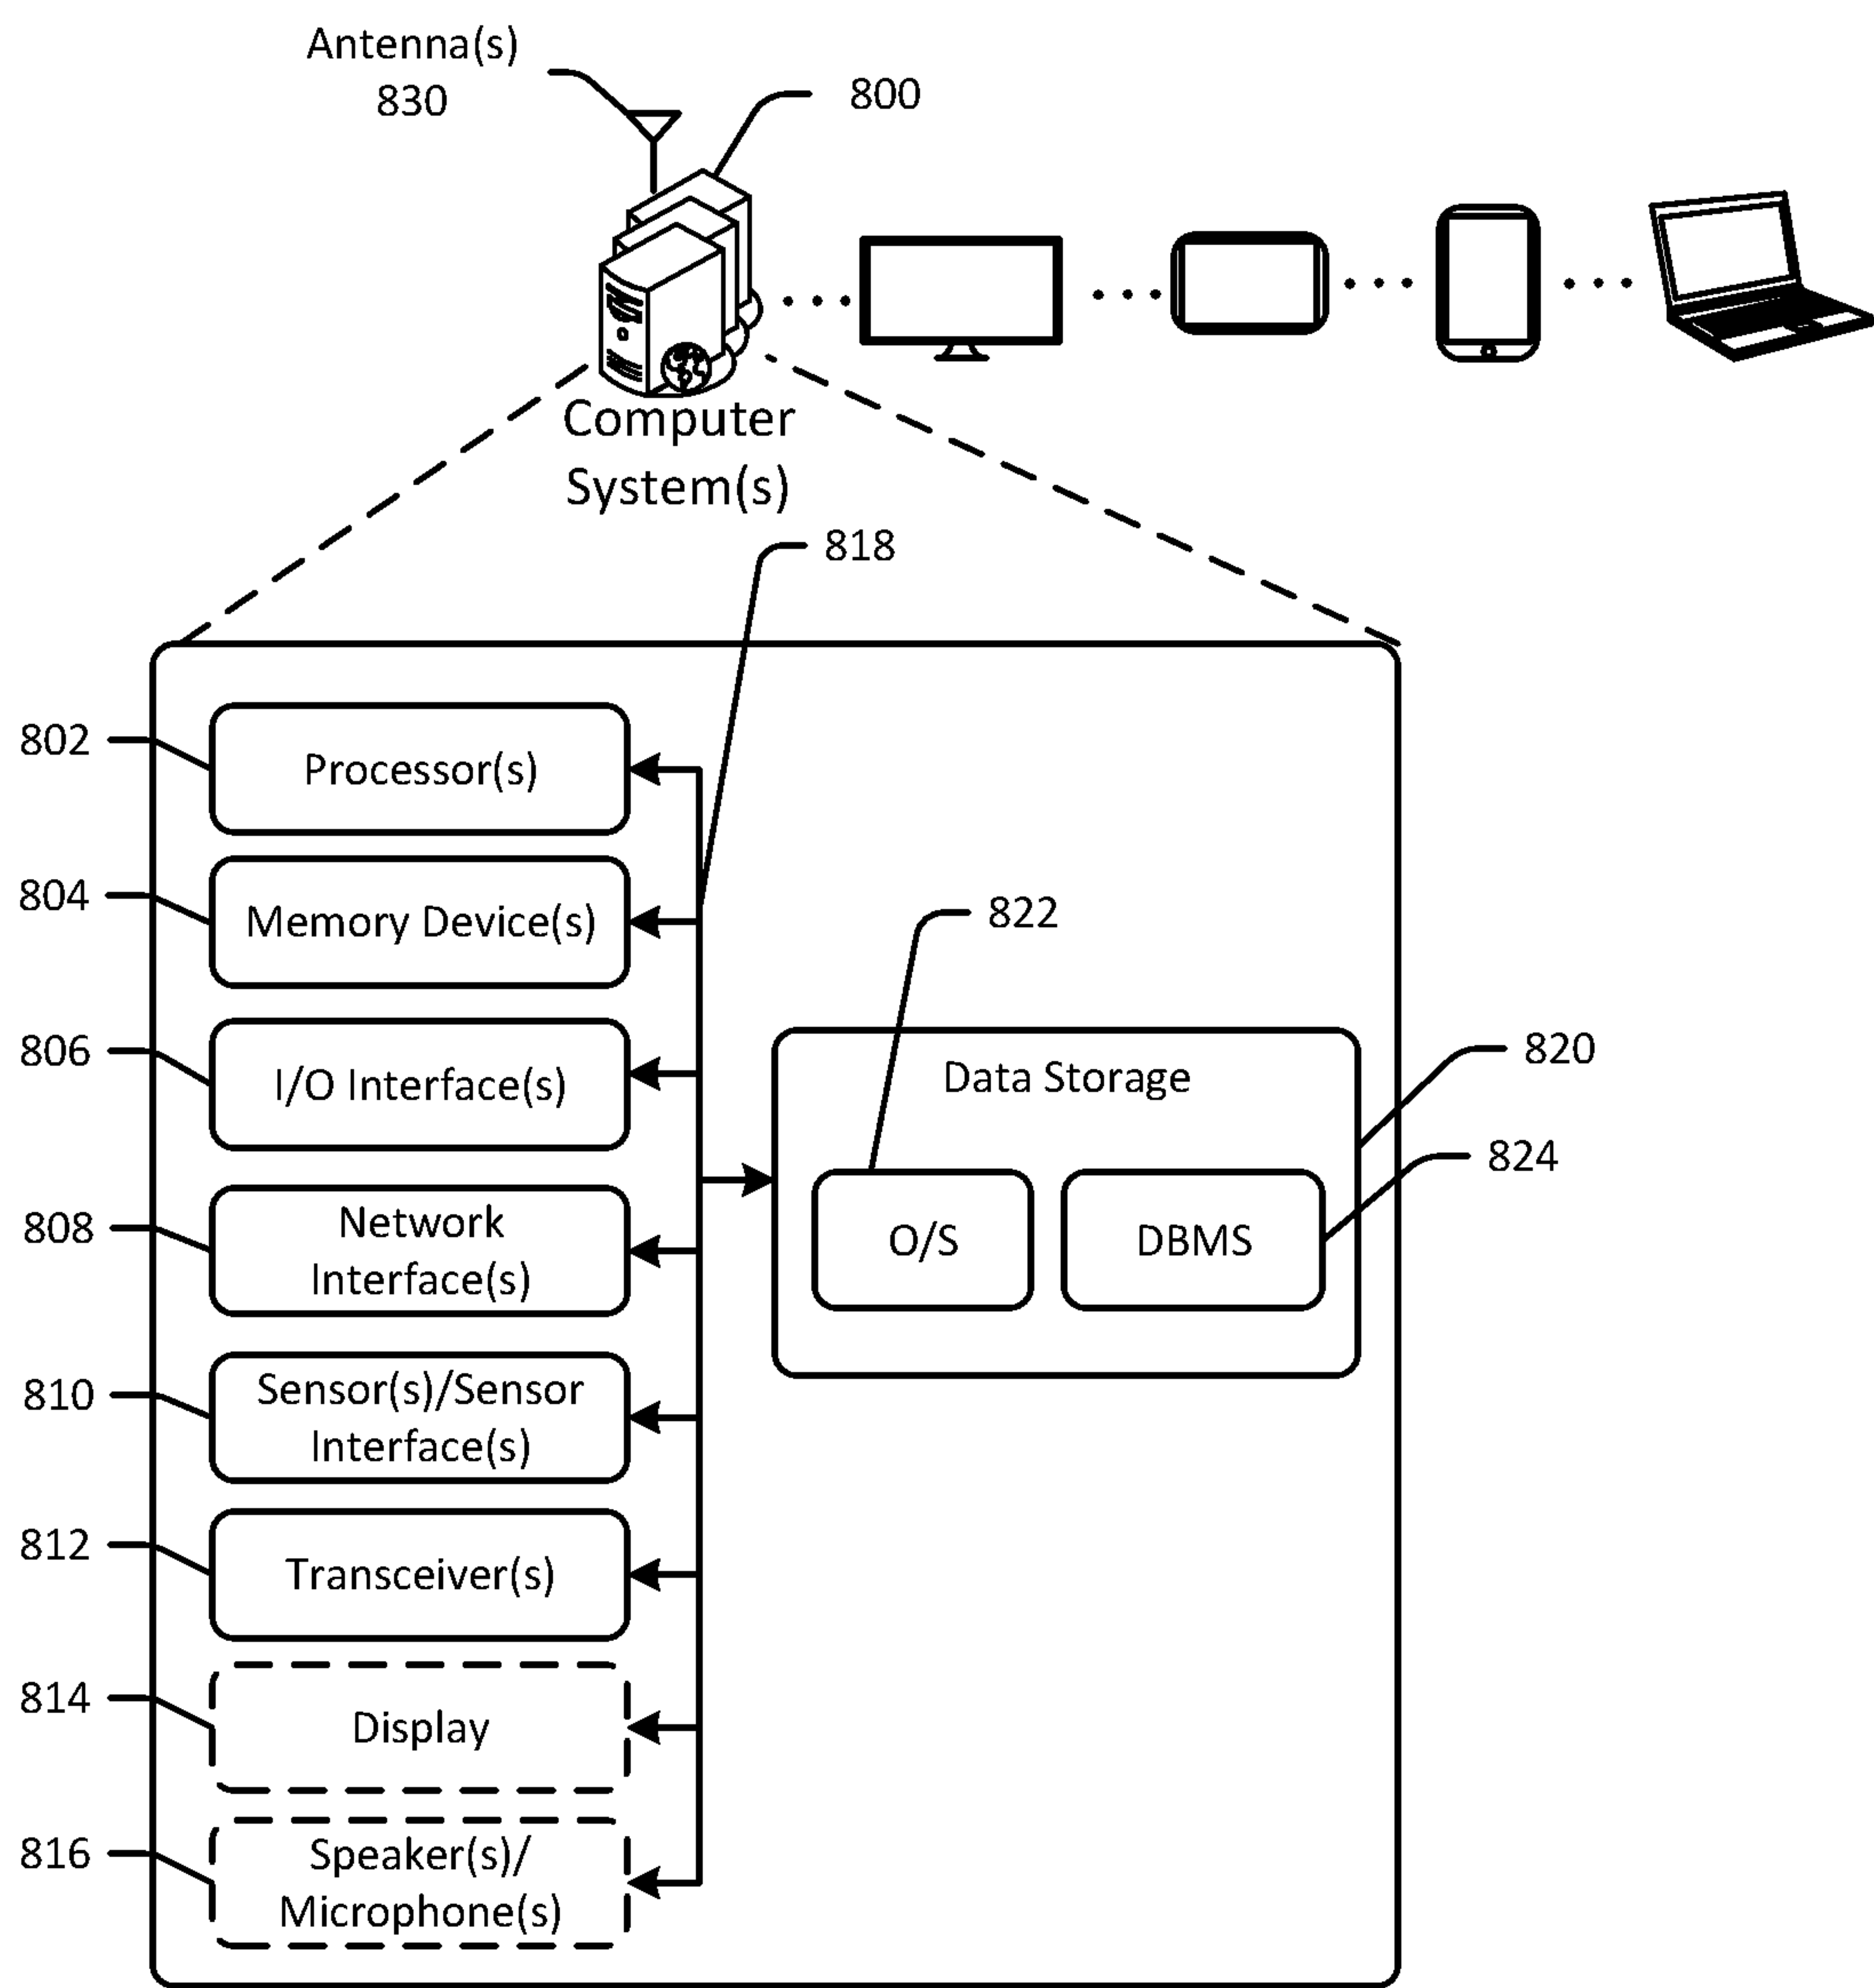 Antenna(s)
830
800
Computer
System(s)
818
802
Processor(s)
804
Memory Device(s)
822
806
I/O Interface(s)
Data Storage
820
824
808
Network
Interface(s)
O/S
DBMS
810
Sensor(s)/Sensor
Interface(s)
812
Transceiver(s)
814
Display
816
Speaker(s)/
Microphone(s)